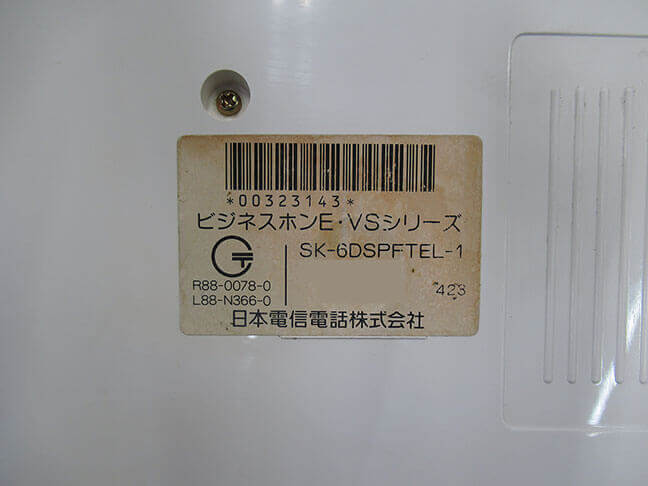 *00323143*
ビジネスホンE・VSシリーズ
SK-6DSPFTEL-1
R88-0078-0
L88-N366-0
423
日本電信電話株式会社